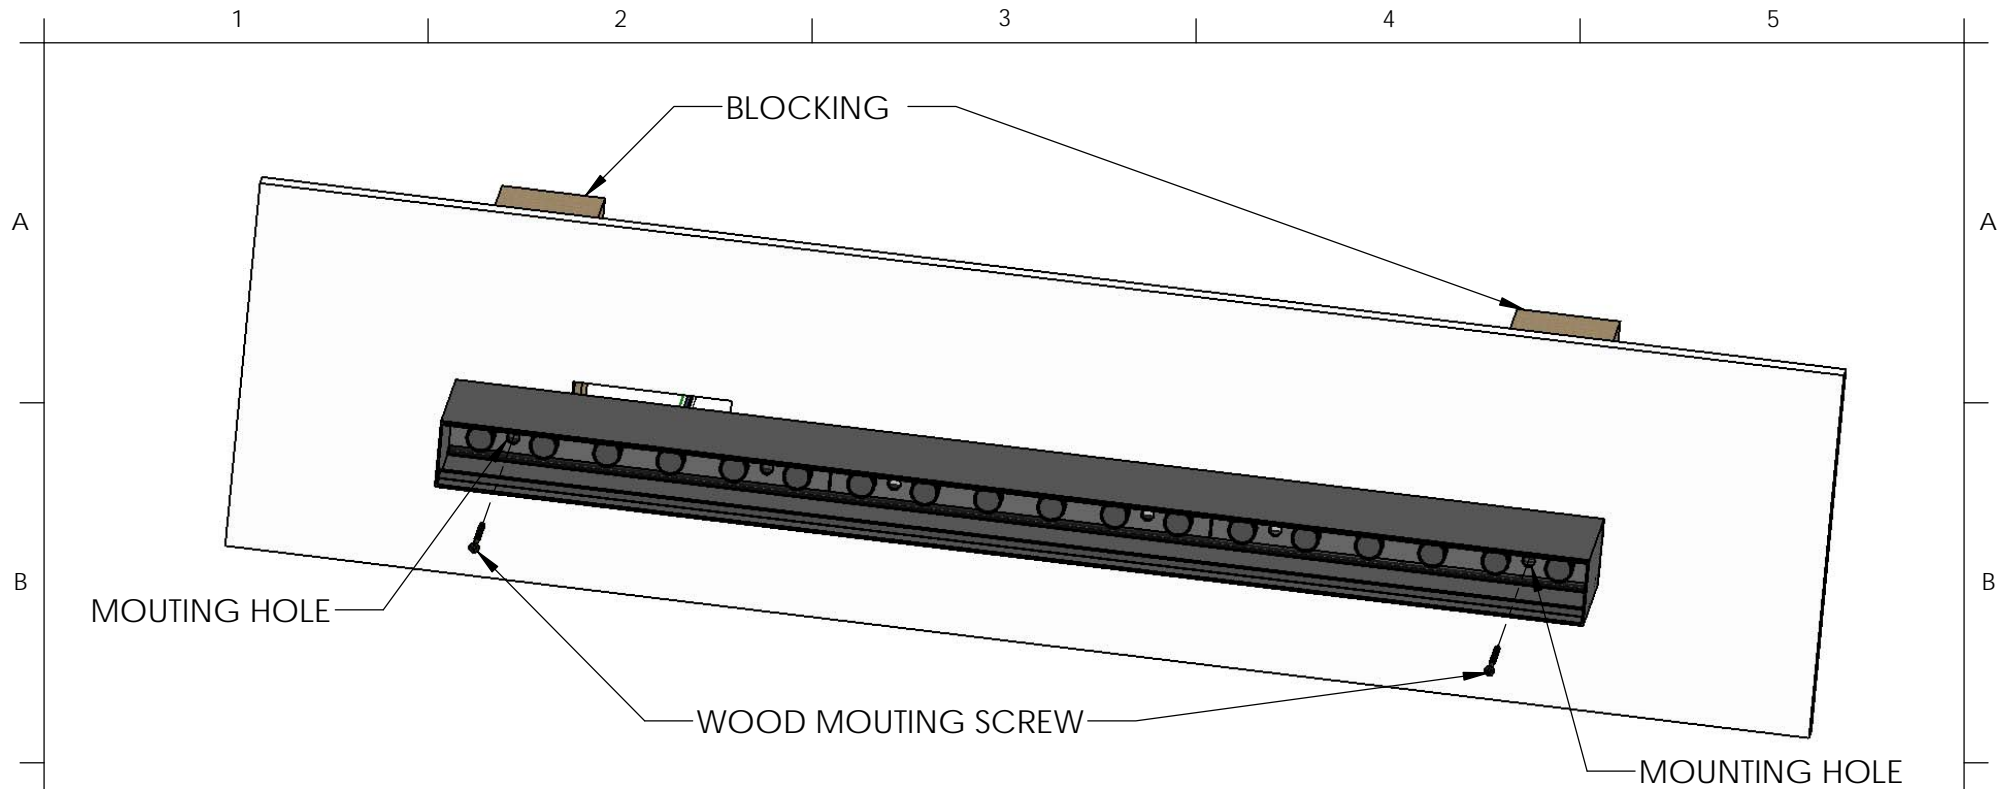 1 2 3 4 5
BLOCKING
A A
B B
MOUTING HOLE
WOOD MOUTING SCREW
MOUNTING HOLE